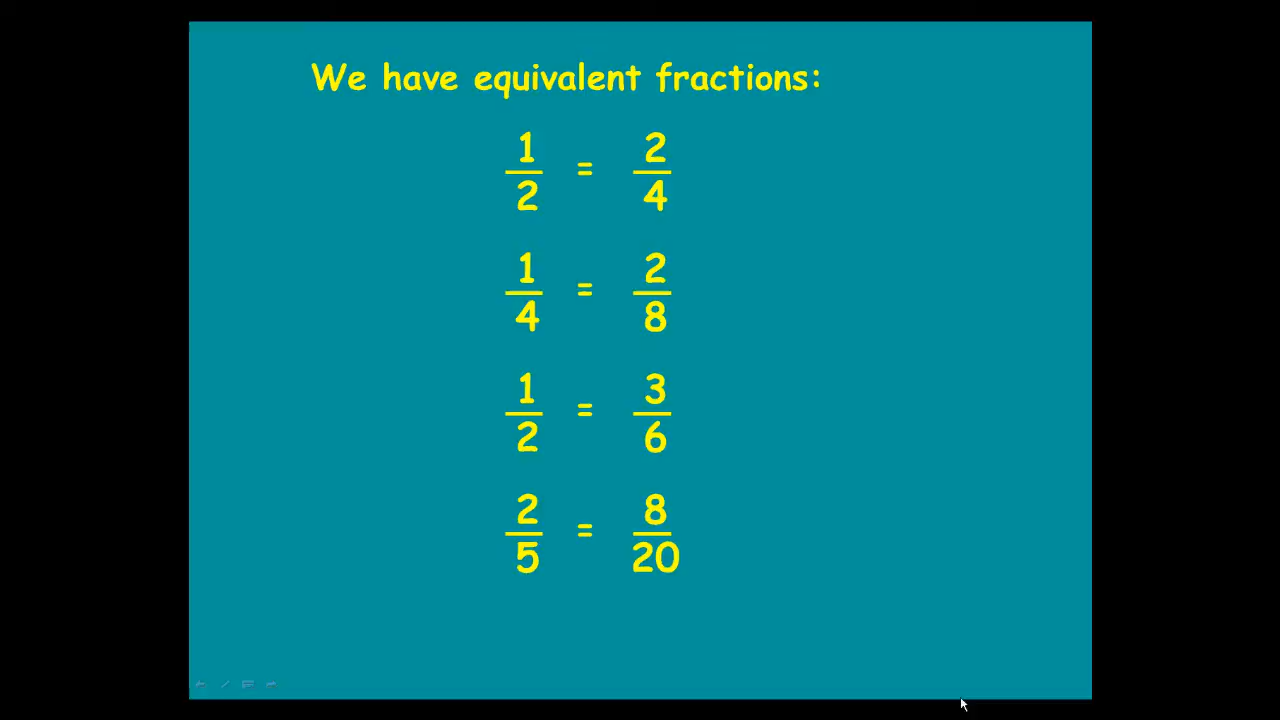 We have equivalent fractions:
1/2 = 2/4
1/4 = 2/8
1/2 = 3/6
2/5 = 8/20